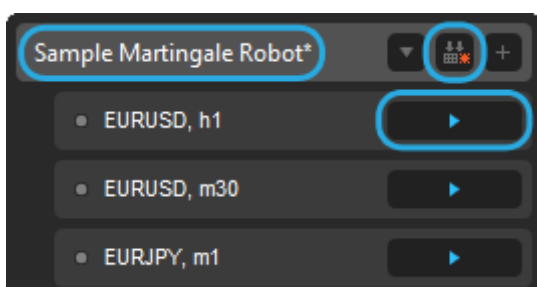 Sample Martingale Robot*
EURUSD, h1
EURUSD, m30
EURJPY, m1